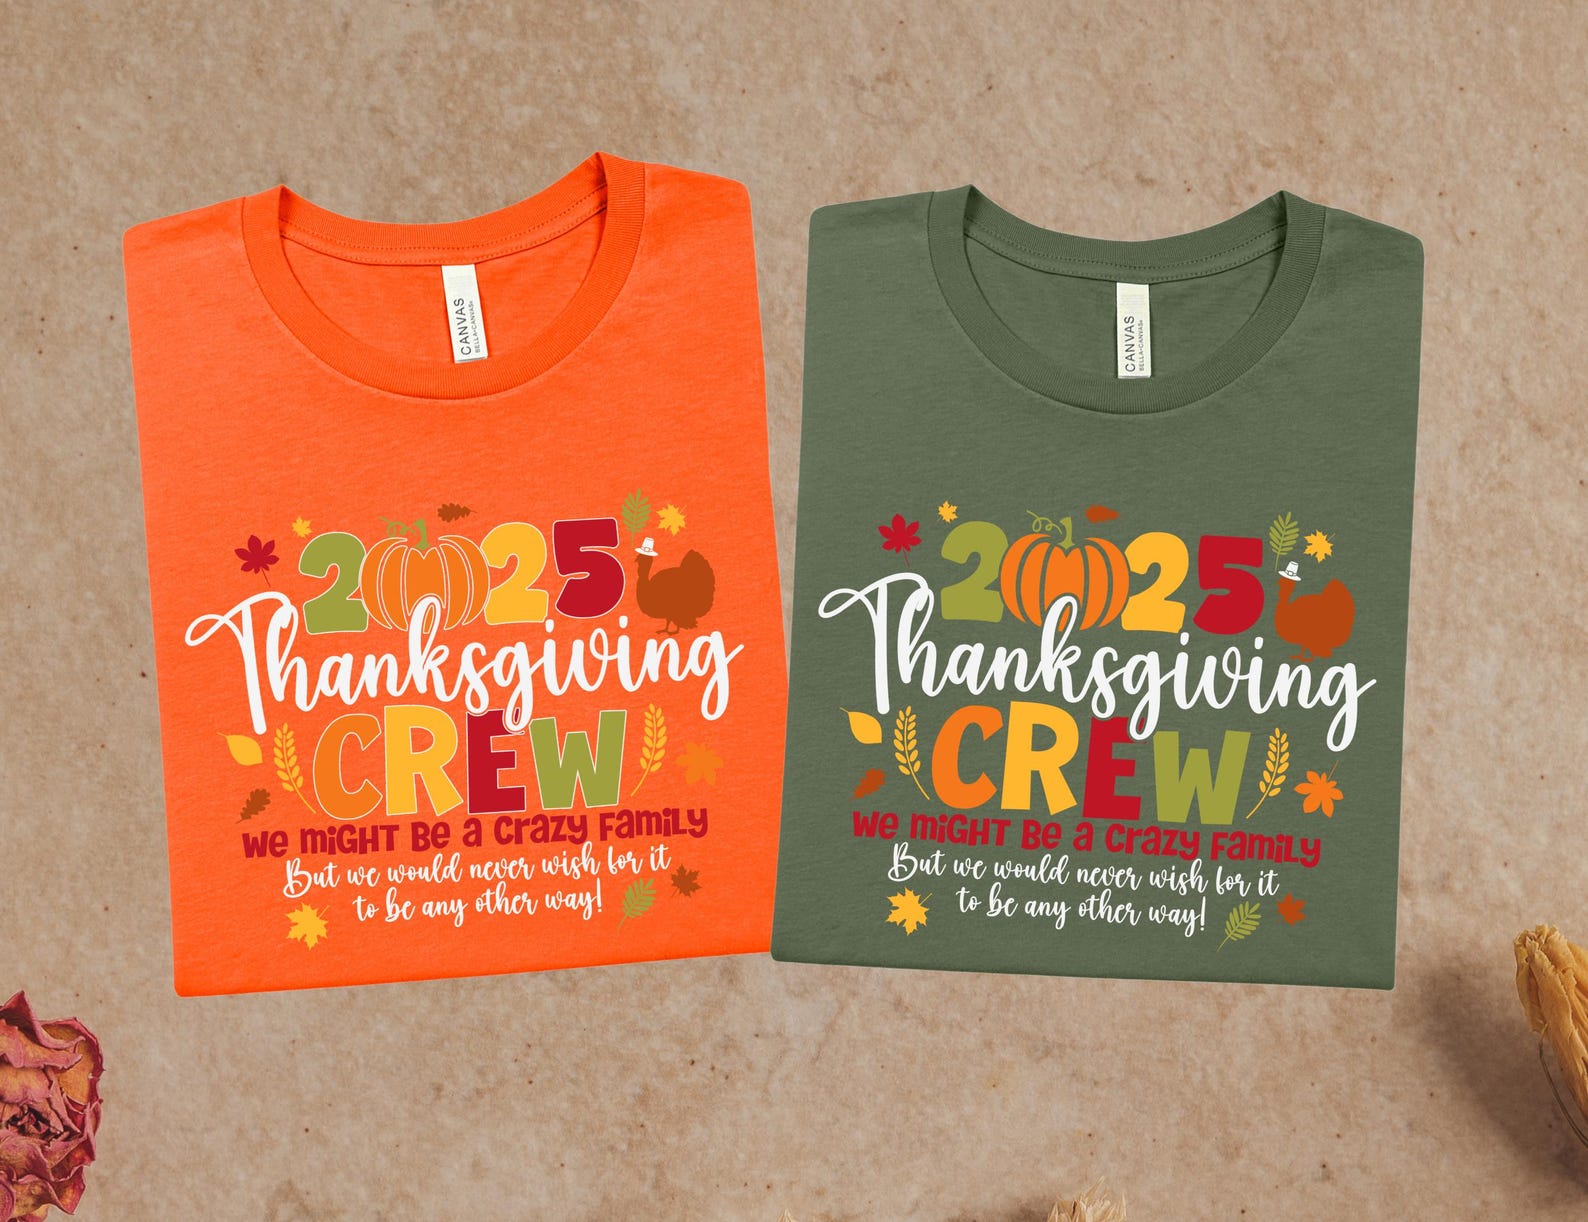 CANVAS
BELLA+CANVAS®
2025
Thanksgiving
CREW
We MiGHT Be a Crazy FaMiLy
But we would never wish for it
to be any other way!
CANVAS
BELLA+CANVAS®
2025
Thanksgiving
CREW
We MiGHT Be a Crazy FaMiLy
But we would never wish for it
to be any other way!